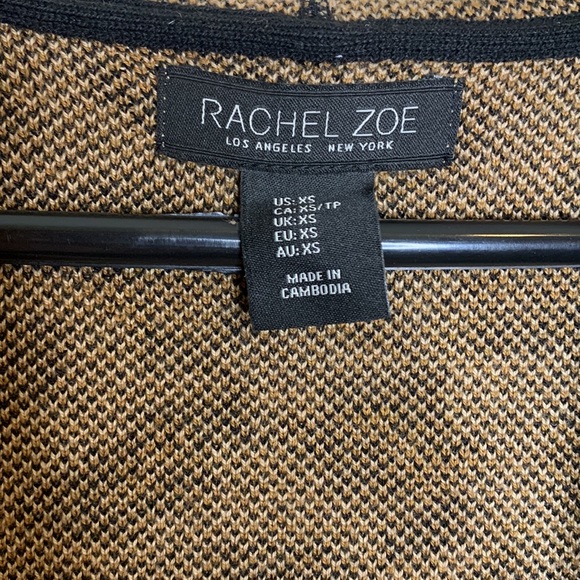 RACHEL ZOE
LOS ANGELES NEW YORK
US: XS
CA: XS/TP
UK: XS
EU: XS
AU: XS
MADE IN
CAMBODIA